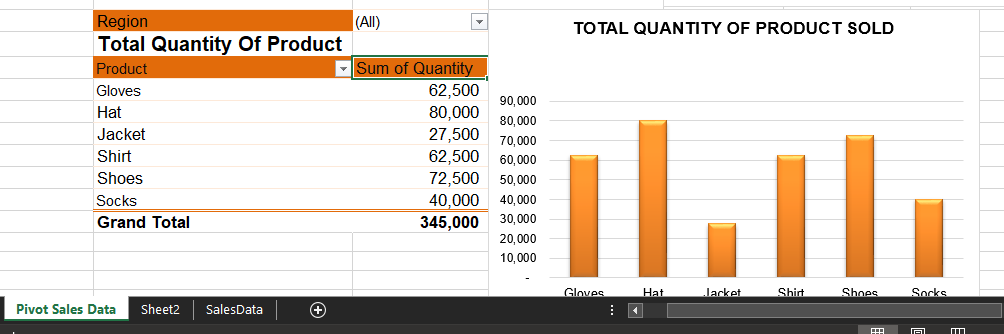 Region (All)
Total Quantity Of Product
Product Sum of Quantity
Gloves 62,500
Hat 80,000
Jacket 27,500
Shirt 62,500
Shoes 72,500
Socks 40,000
Grand Total 345,000
TOTAL QUANTITY OF PRODUCT SOLD
90,000
80,000
70,000
60,000
50,000
40,000
30,000
20,000
10,000
-
Gloves Hat Jacket Shirt Shoes Socks
Pivot Sales Data Sheet2 SalesData